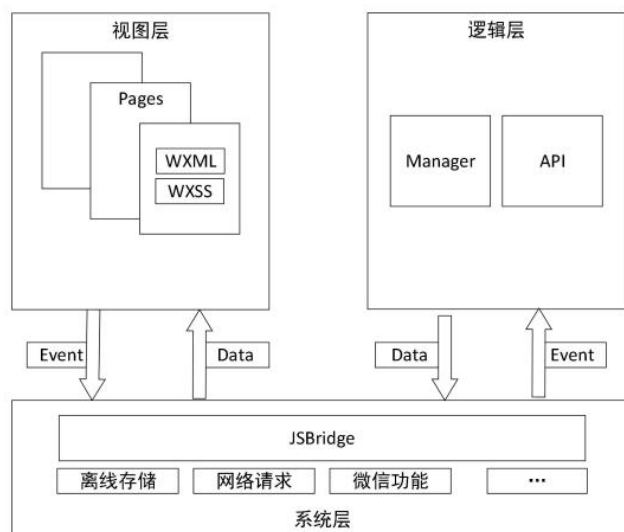 视图层
Pages
WXML
WXSS
逻辑层
Manager
API
Event
Data
Data
Event
JSBridge
离线存储
网络请求
微信功能
...
系统层